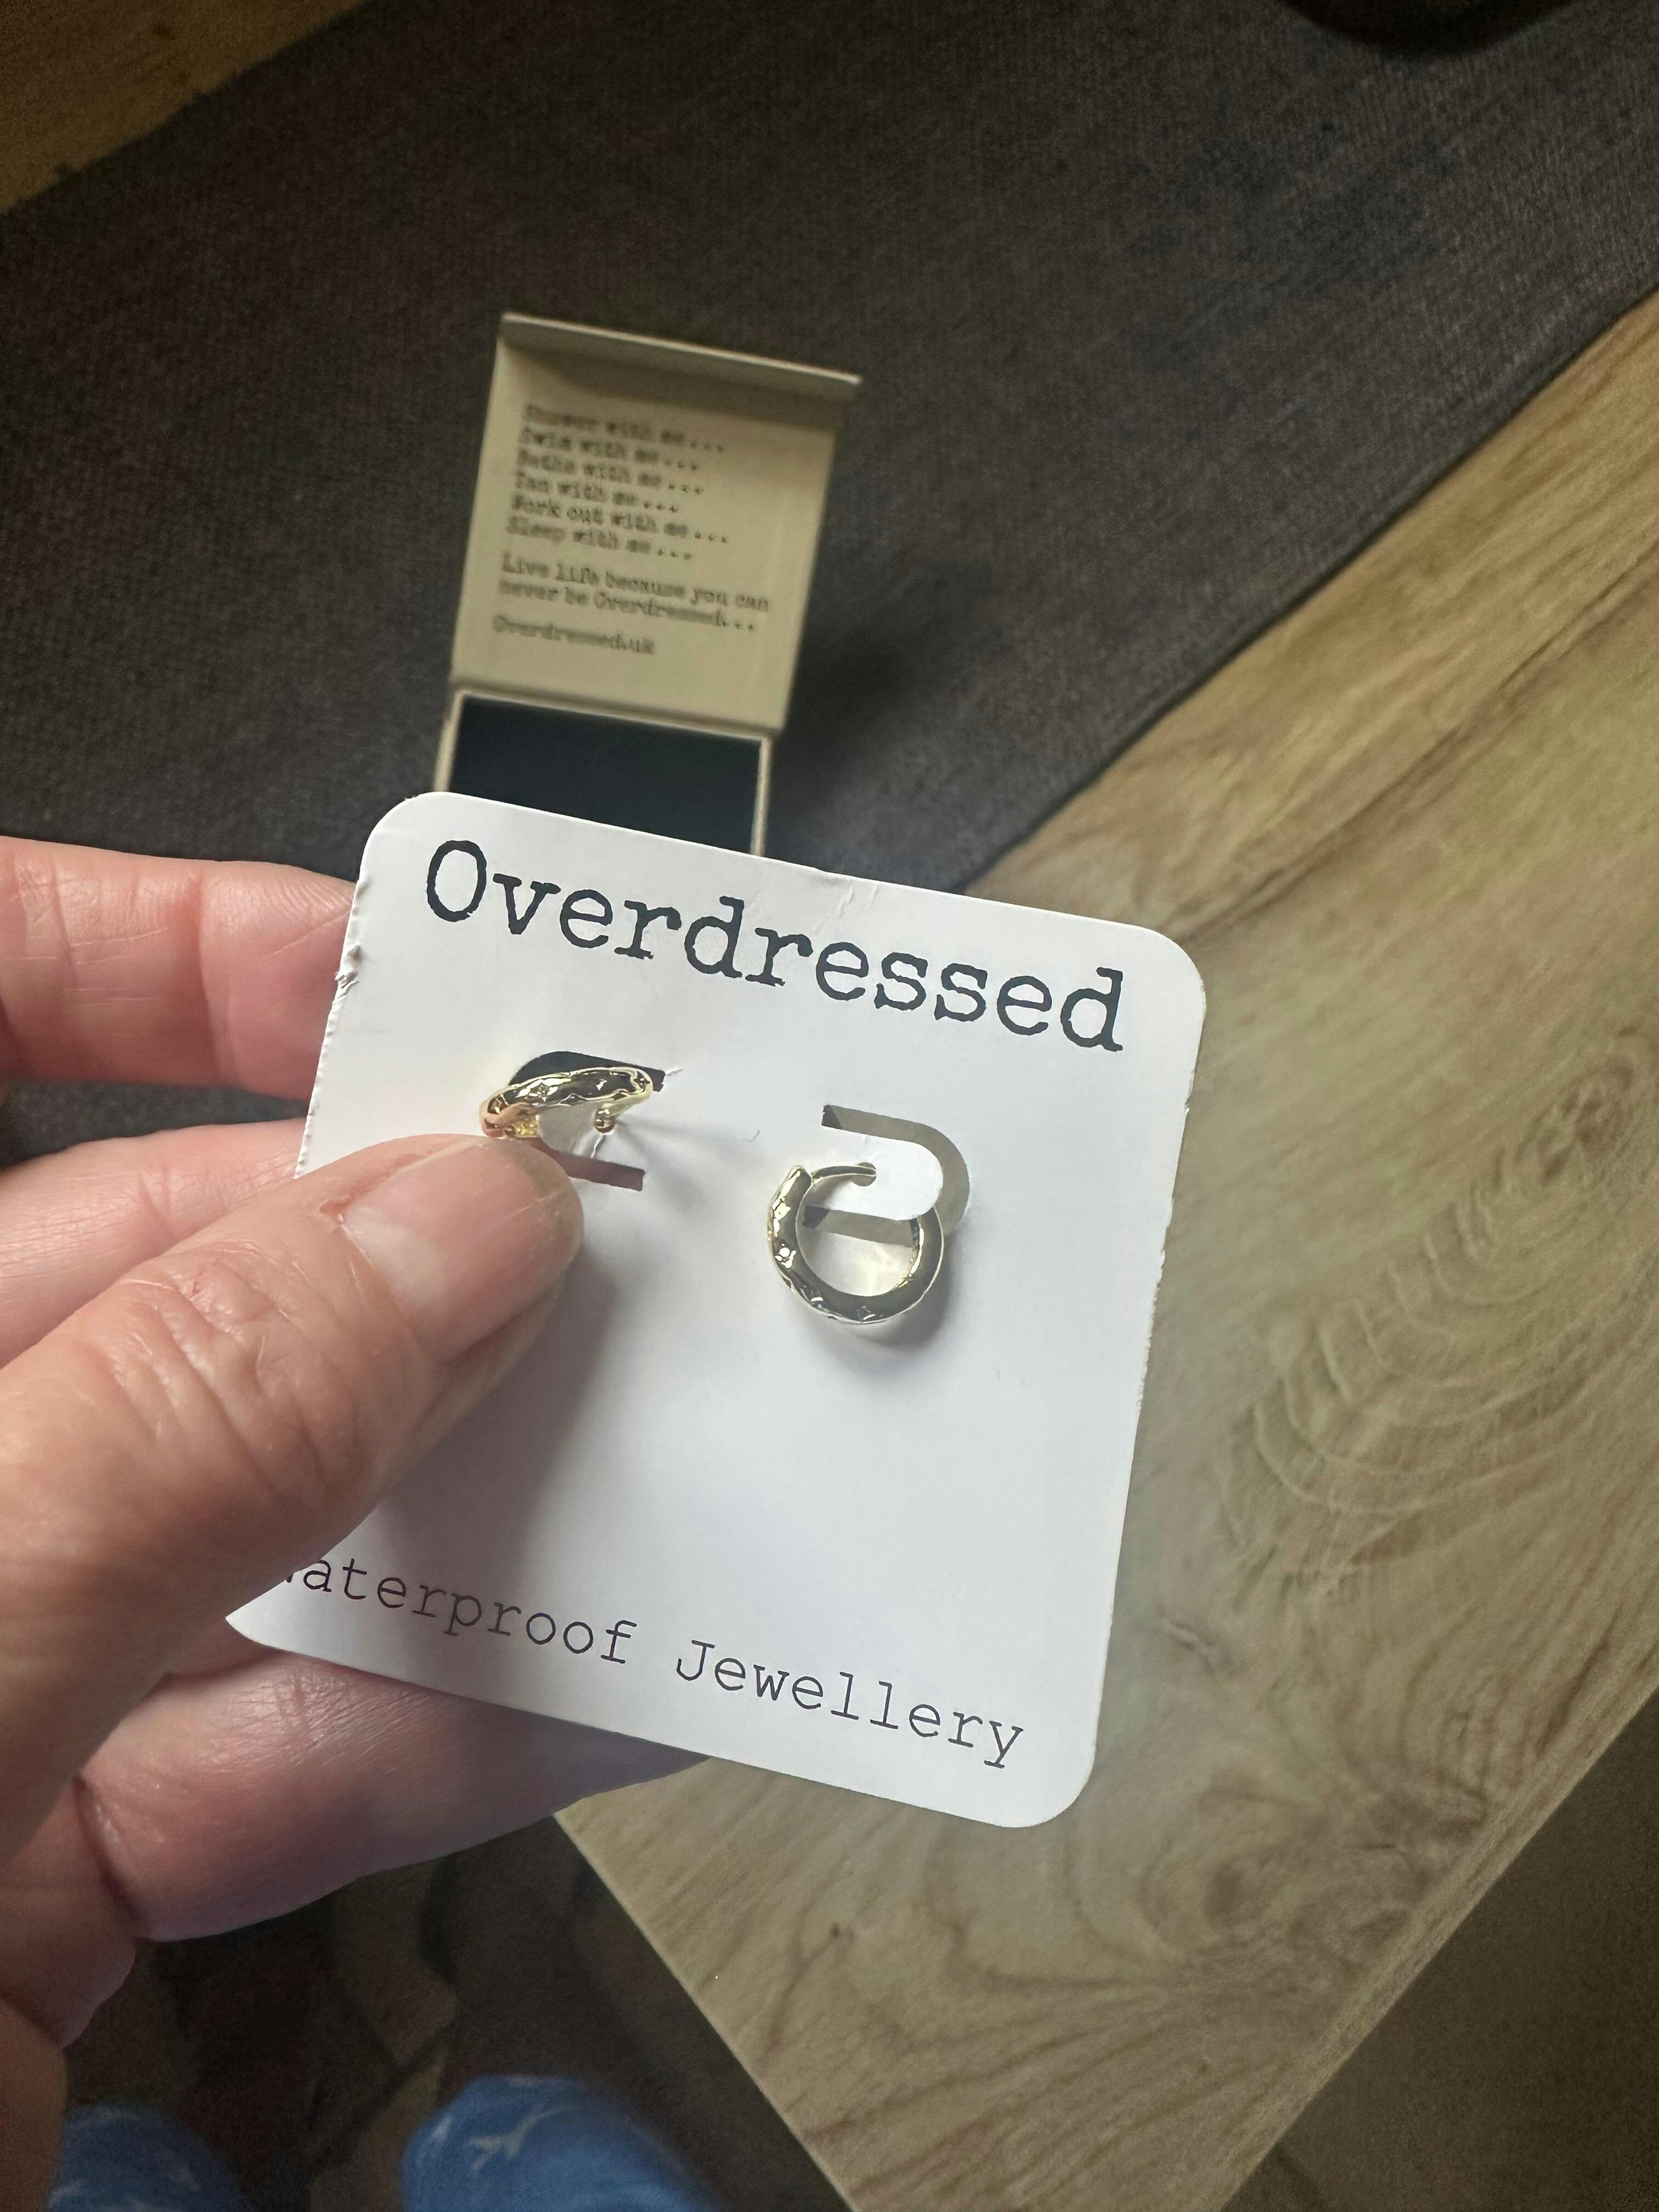 Shower with me...
Swim with me...
Bathe with me...
Tan with me...
Work out with me...
Sleep with me...
Live life because you can
never be Overdressed...
Overdressed.uk
Overdressed
aterproof Jewellery